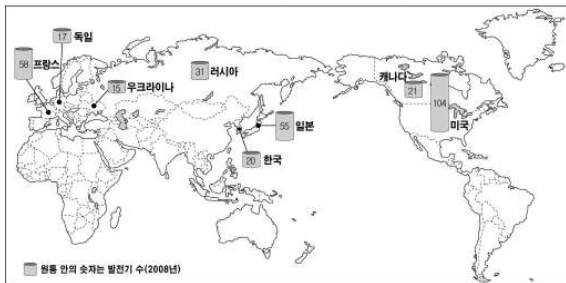 17 독일
58 프랑스
15 우크라이나
31 러시아
55 일본
20 한국
캐나다
21
104
미국
원통 안의 숫자는 발전기 수(2008년)